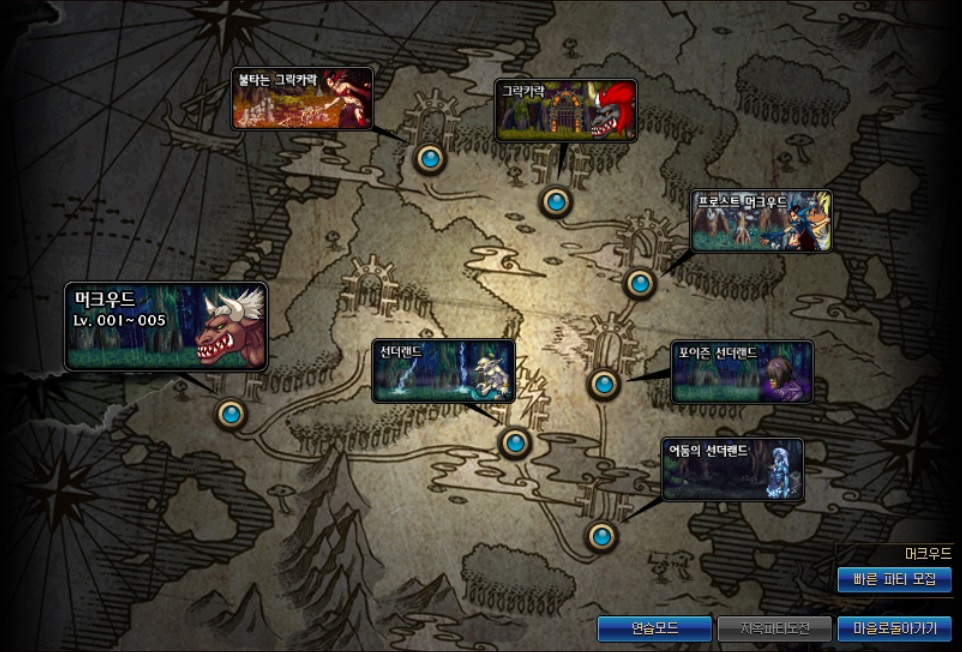 불타는 그락카락
그락카락
프로스트 머크우드
머크우드
Lv. 001 ~ 005
선더랜드
포이즌 선더랜드
어둠의 선더랜드
머크우드
빠른 파티 모집
연습모드
지옥파티도전
마을로돌아가기